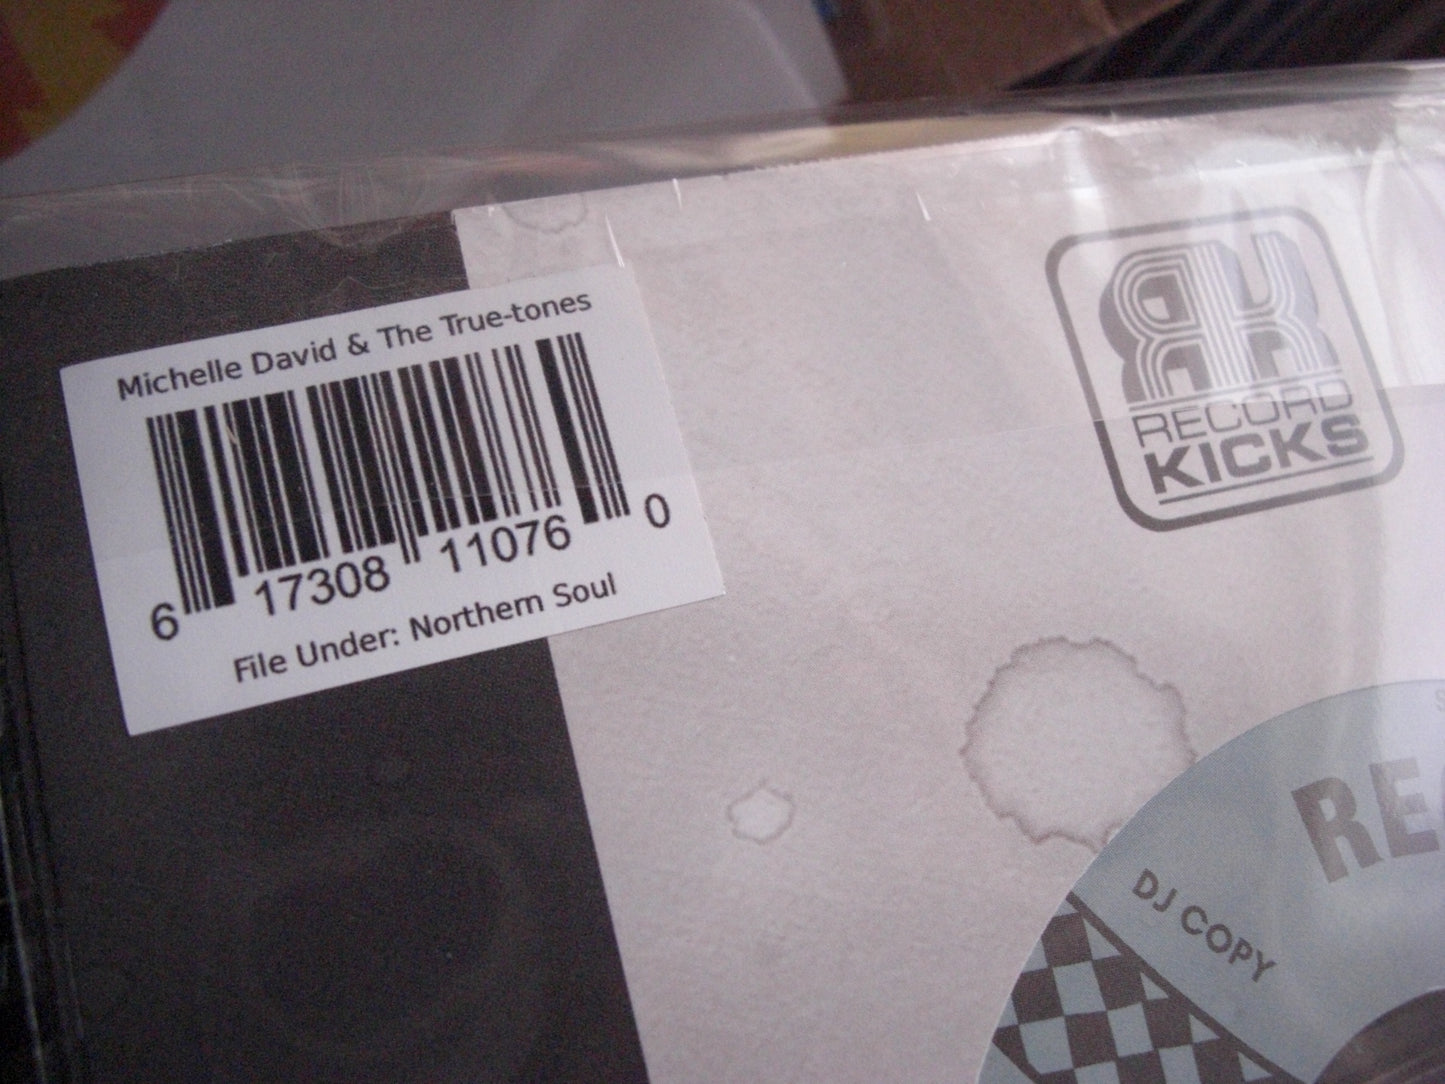 Michelle David & The True-tones
6 17308 11076 0
File Under: Northern Soul
RECORD
KICKS
DJ COPY